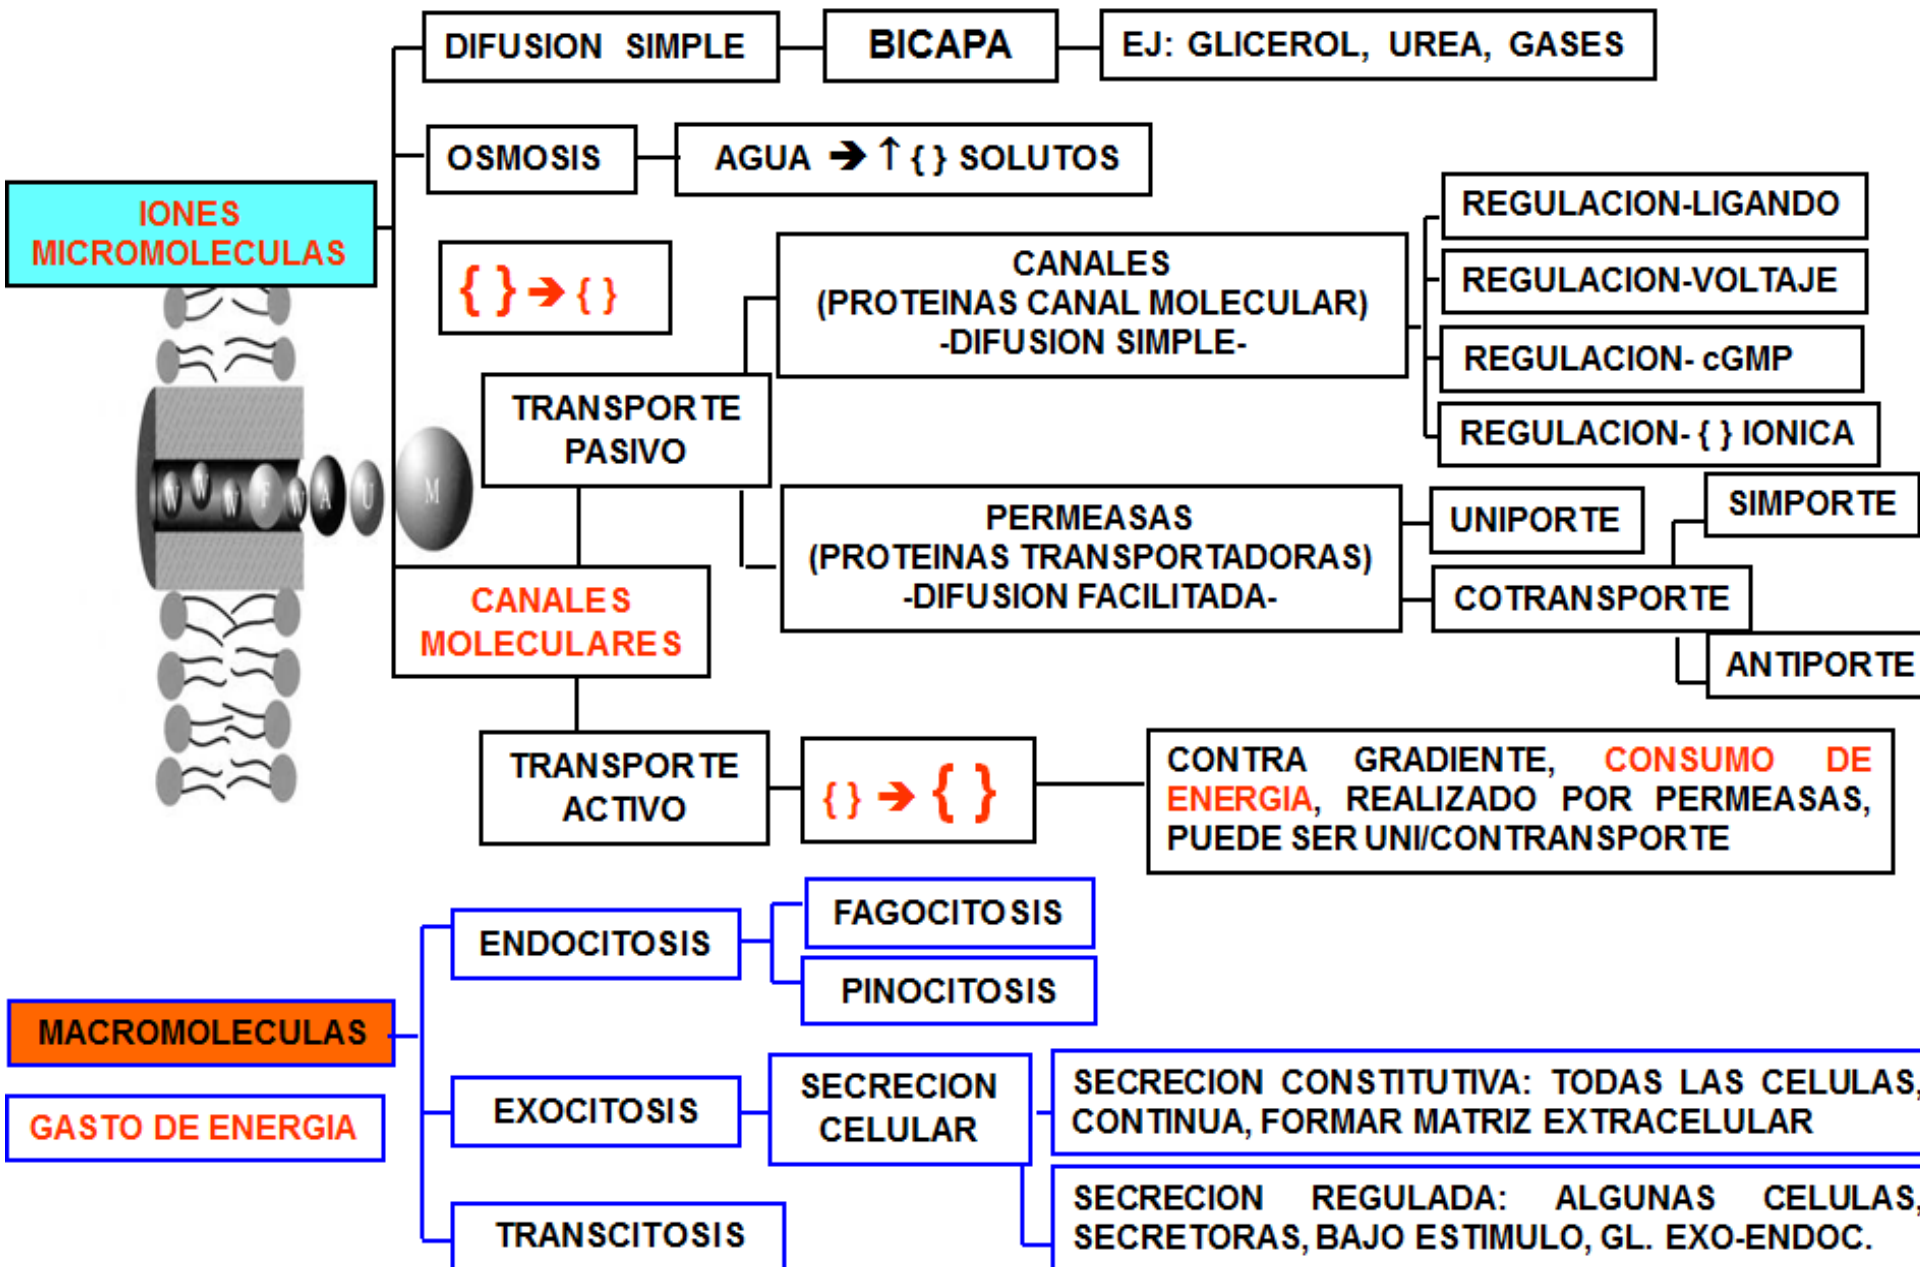 DIFUSION SIMPLE
BICAPA
EJ: GLICEROL, UREA, GASES
OSMOSIS
AGUA ➔ ↑ { } SOLUTOS
IONES
MICROMOLECULAS
{ } ➔ { }
CANALES
(PROTEINAS CANAL MOLECULAR)
-DIFUSION SIMPLE-
REGULACION-LIGANDO
REGULACION-VOLTAJE
REGULACION- cGMP
REGULACION- { } IONICA
TRANSPORTE
PASIVO
W W W F W A U M
PERMEASAS
(PROTEINAS TRANSPORTADORAS)
-DIFUSION FACILITADA-
UNIPORTE
SIMPORTE
COTRANSPORTE
ANTIPORTE
CANALES
MOLECULARES
TRANSPORTE
ACTIVO
{ } ➔ { }
CONTRA GRADIENTE, CONSUMO DE
ENERGIA, REALIZADO POR PERMEASAS,
PUEDE SER UNI/CONTRANSPORTE
MACROMOLECULAS
GASTO DE ENERGIA
ENDOCITOSIS
FAGOCITOSIS
PINOCITOSIS
EXOCITOSIS
SECRECION
CELULAR
SECRECION CONSTITUTIVA: TODAS LAS CELULAS,
CONTINUA, FORMAR MATRIZ EXTRACELULAR
SECRECION REGULADA: ALGUNAS CELULAS,
SECRETORAS, BAJO ESTIMULO, GL. EXO-ENDOC.
TRANSCITOSIS